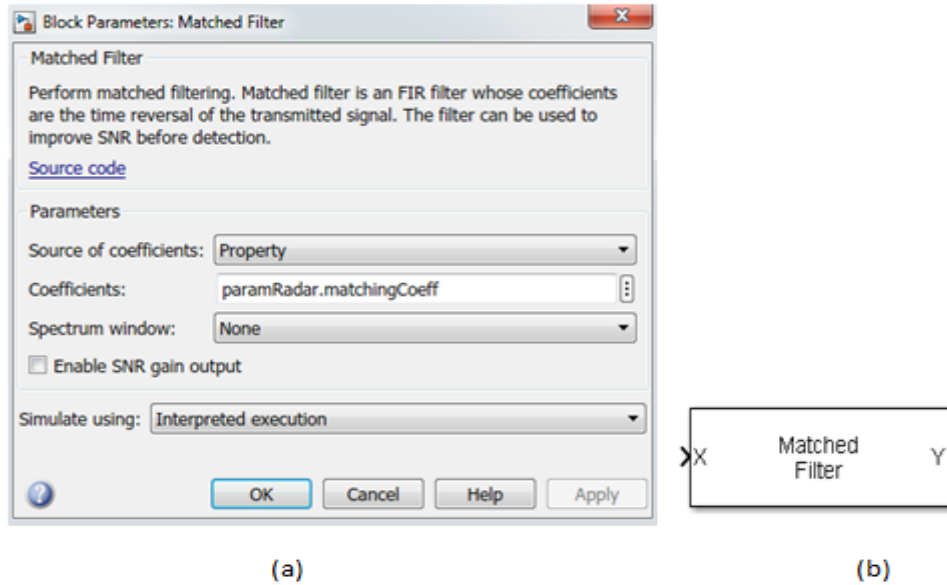 Block Parameters: Matched Filter
x
Matched Filter
Perform matched filtering. Matched filter is an FIR filter whose coefficients
are the time reversal of the transmitted signal. The filter can be used to
improve SNR before detection.
Source code
Parameters
Source of coefficients: Property
Coefficients: paramRadar.matchingCoeff
Spectrum window: None
Enable SNR gain output
Simulate using: Interpreted execution
? OK Cancel Help Apply
X Matched Y
Filter
(a) (b)